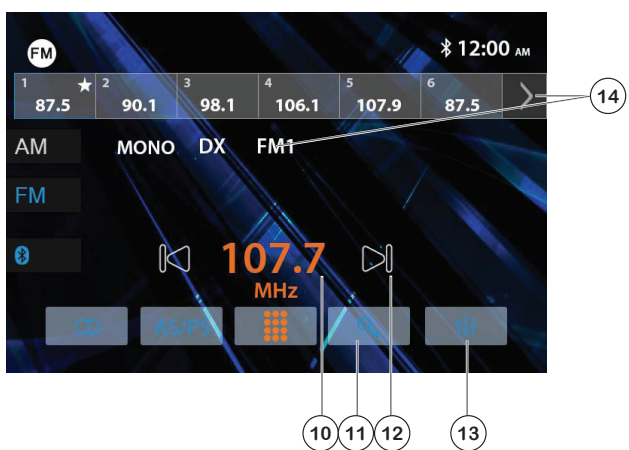 FM
12:00 AM
1 2 3 4 5 6
87.5 90.1 98.1 106.1 107.9 87.5
14
AM MONO DX FM1
FM
107.7
MHz
CD AS/PS
10 11 12 13